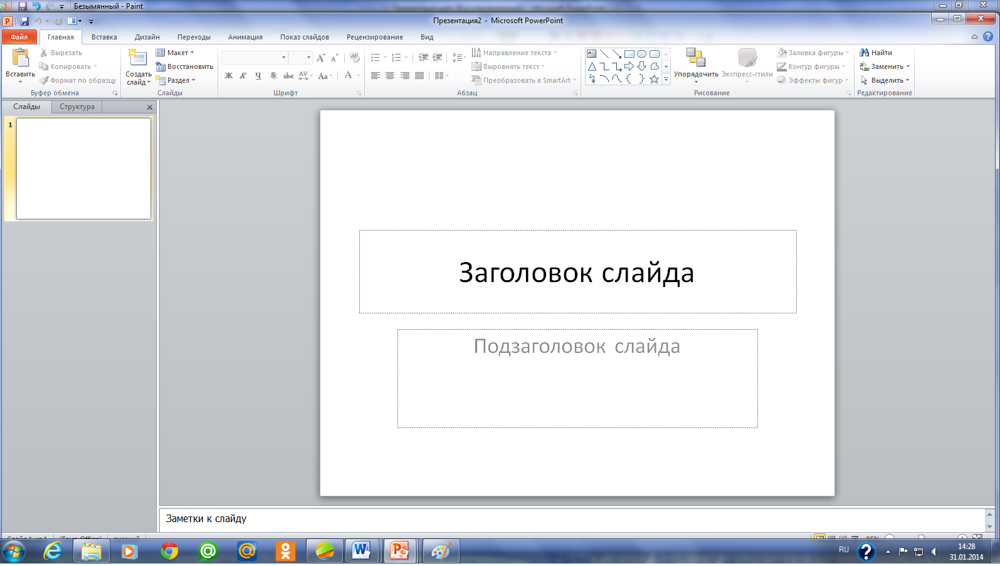 Безымянный - Paint
Презентация2 - Microsoft PowerPoint
Файл Главная Вставка Дизайн Переходы Анимация Показ слайдов Рецензирование Вид
Вставить
Вырезать
Копировать
Формат по образцу
Буфер обмена
Создать слайд
Макет
Восстановить
Раздел
Слайды
Ж К Ч S abc AV Aa A
Шрифт
Направление текста
Выровнять текст
Преобразовать в SmartArt
Абзац
Упорядочить
Экспресс-стили
Заливка фигуры
Контур фигуры
Эффекты фигур
Рисование
Найти
Заменить
Выделить
Редактирование
Слайды Структура
1
Заголовок слайда
Подзаголовок слайда
Заметки к слайду
RU
14:28
31.01.2014